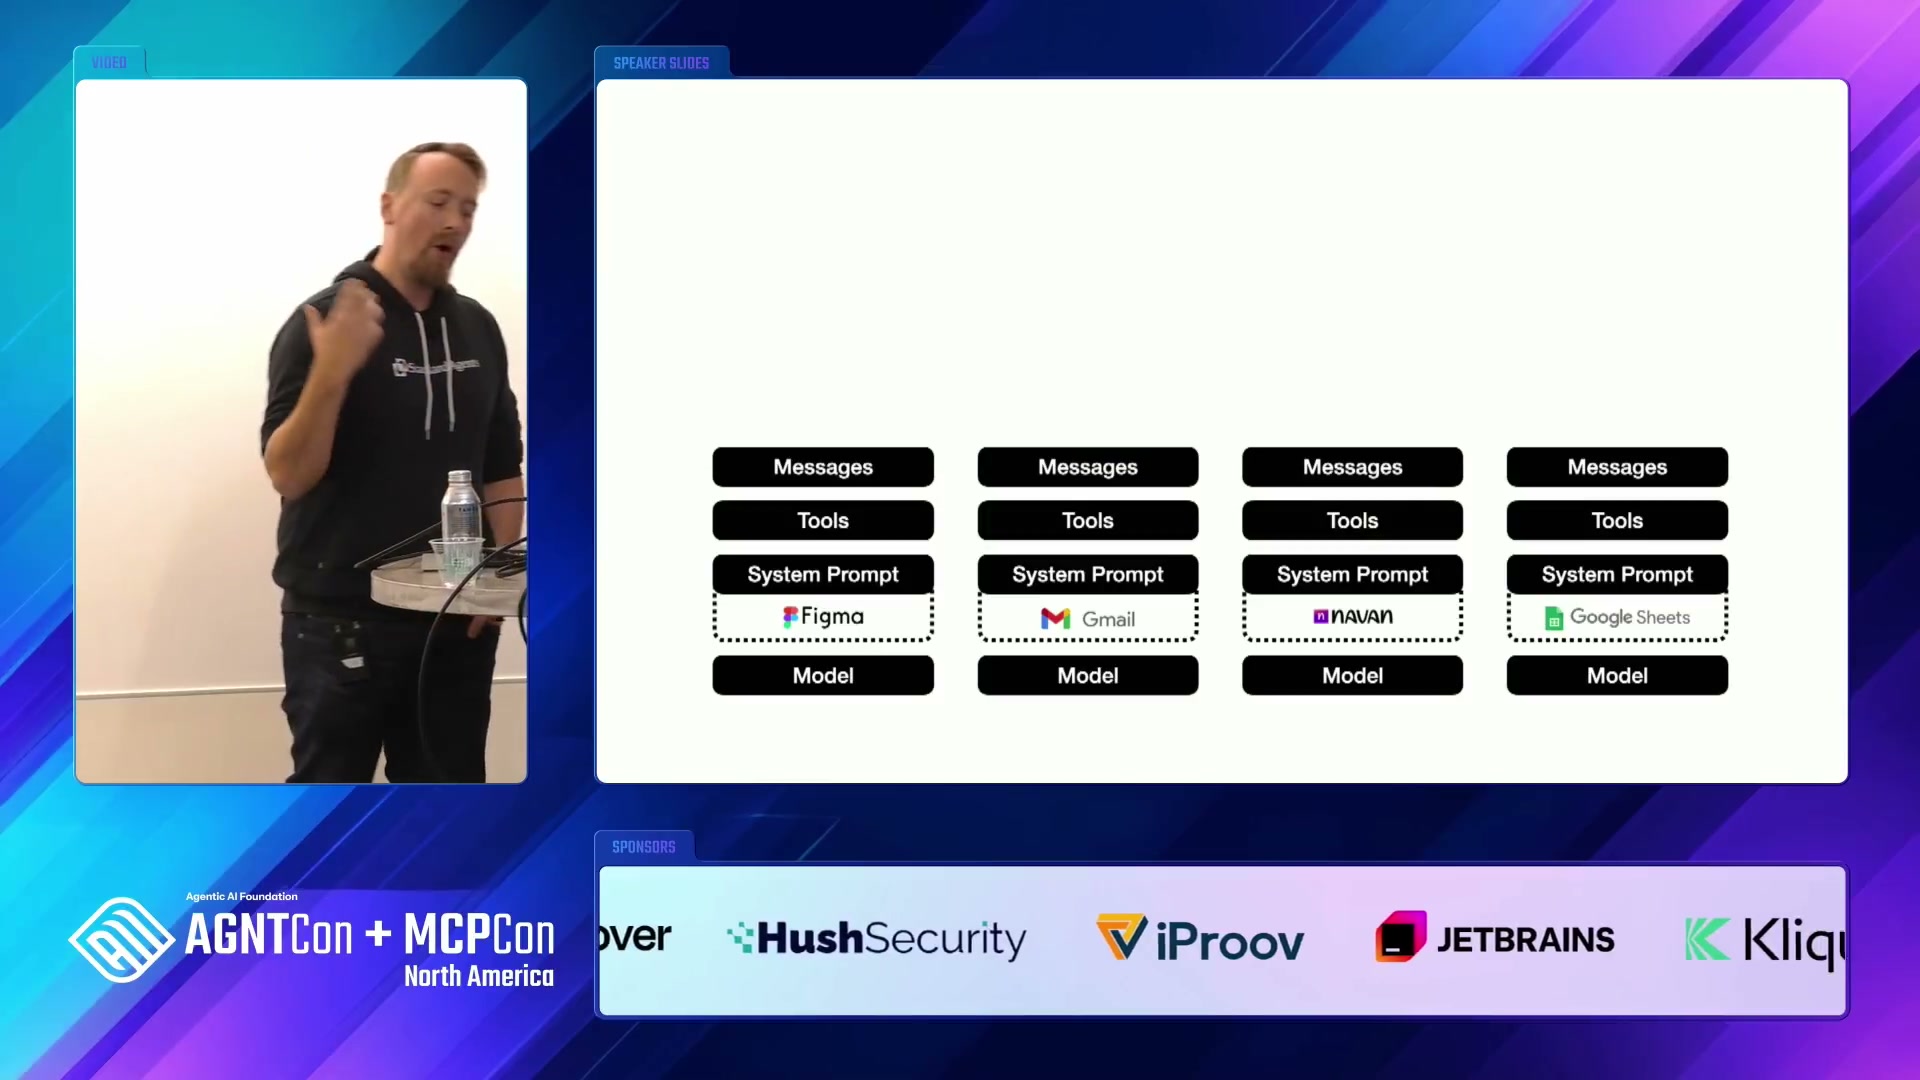 VIDEO
SPEAKER SLIDES
Messages Messages Messages Messages
Tools Tools Tools Tools
System Prompt System Prompt System Prompt System Prompt
Figma Gmail NAVAN Google Sheets
Model Model Model Model
SPONSORS
Agentic AI Foundation
AGNTCon + MCPCon
North America
over HushSecurity iProov JETBRAINS Kliqu